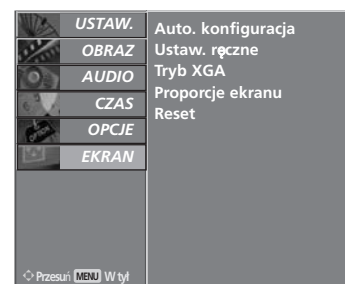 USTAW.
OBRAZ
AUDIO
CZAS
OPCJE
EKRAN
Auto. konfiguracja
Ustaw. ręczne
Tryb XGA
Proporcje ekranu
Reset
Przesuń MENU W tył